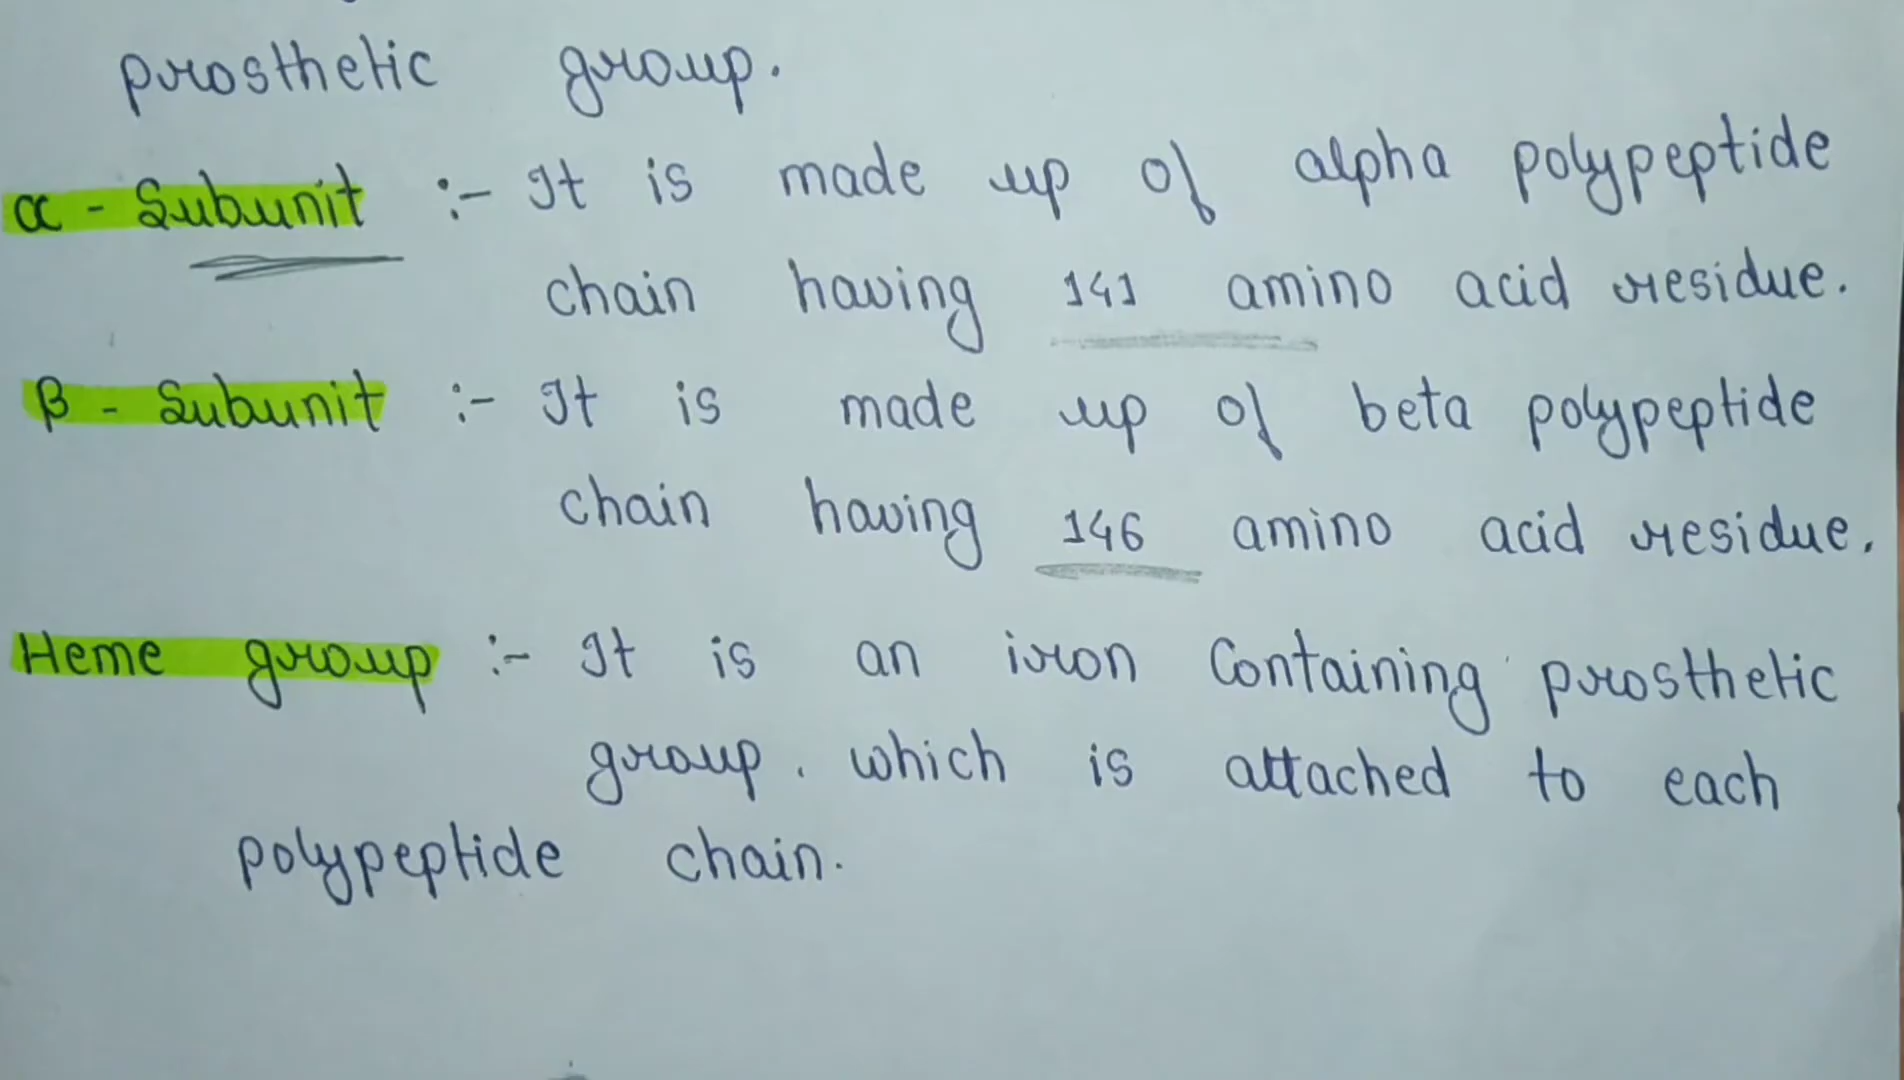 prosthetic group.
α - Subunit :- It is made up of alpha polypeptide
chain having 141 amino acid residue.
β - Subunit :- It is made up of beta polypeptide
chain having 146 amino acid residue.
Heme group :- It is an iron Containing prosthetic
group. which is attached to each
polypeptide chain.